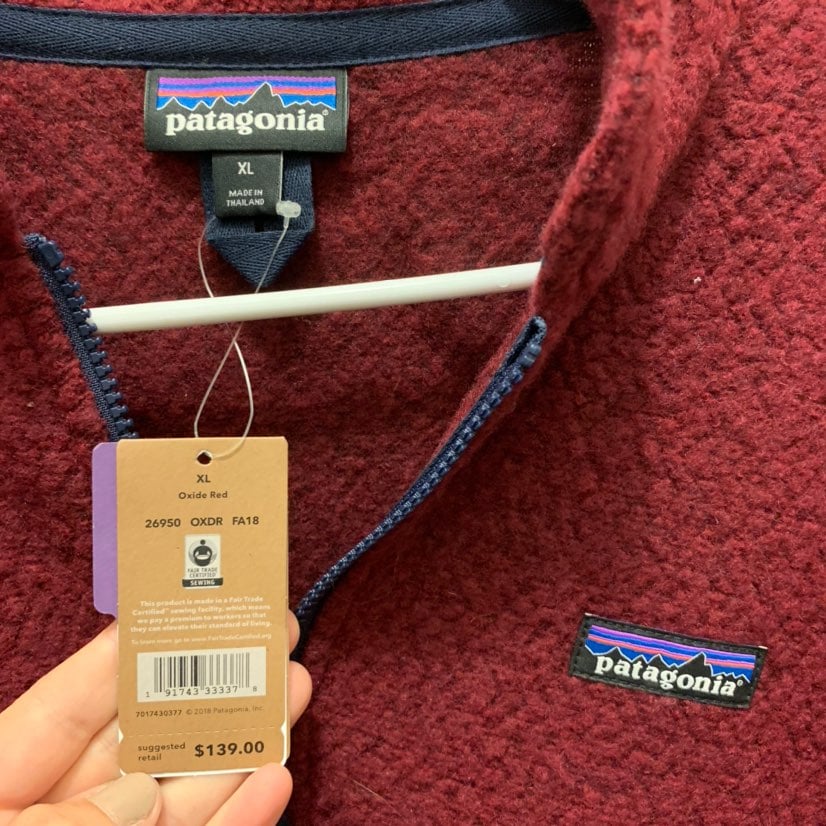 patagonia®
XL
MADE IN
THAILAND
XL
Oxide Red
26950 OXDR FA18
FAIR TRADE
CERTIFIED
SEWING
This product is made in a Fair Trade
Certified™ sewing facility, which means
we pay a premium to workers so that
they can elevate their standard of living.
To learn more go to www.FairTradeCertified.org
1 91743 33337 8
7017430377 © 2018 Patagonia, Inc.
suggested
retail $139.00
patagonia®